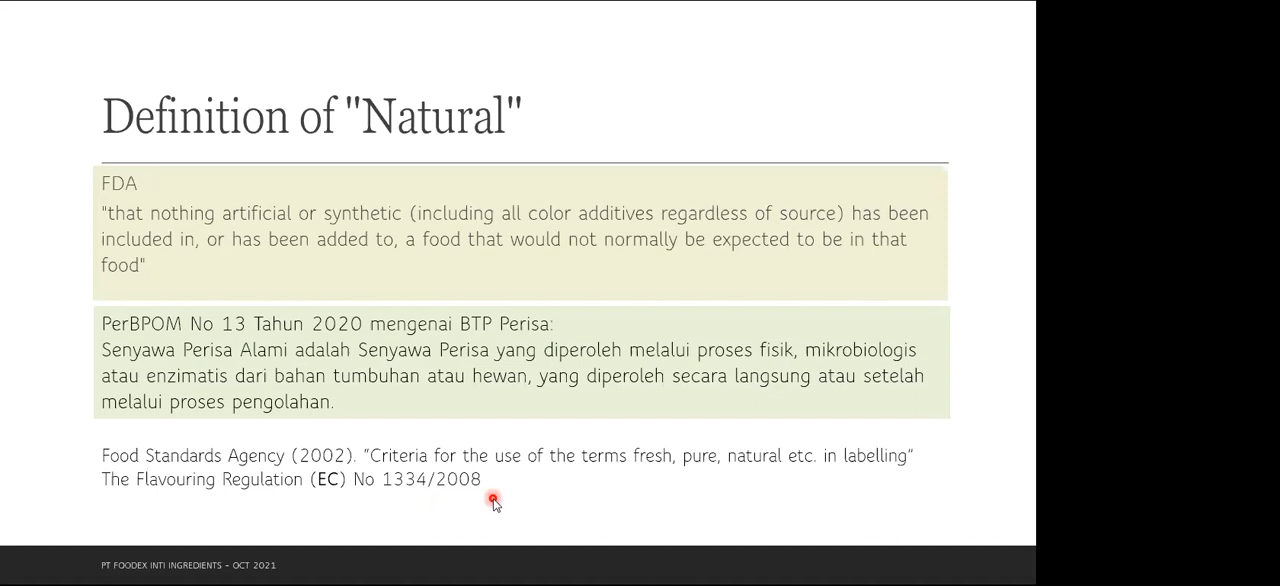 Definition of "Natural"
FDA
"that nothing artificial or synthetic (including all color additives regardless of source) has been
included in, or has been added to, a food that would not normally be expected to be in that
food"
PerBPOM No 13 Tahun 2020 mengenai BTP Perisa:
Senyawa Perisa Alami adalah Senyawa Perisa yang diperoleh melalui proses fisik, mikrobiologis
atau enzimatis dari bahan tumbuhan atau hewan, yang diperoleh secara langsung atau setelah
melalui proses pengolahan.
Food Standards Agency (2002). "Criteria for the use of the terms fresh, pure, natural etc. in labelling"
The Flavouring Regulation (EC) No 1334/2008
PT FOODEX INTI INGREDIENTS – OCT 2021